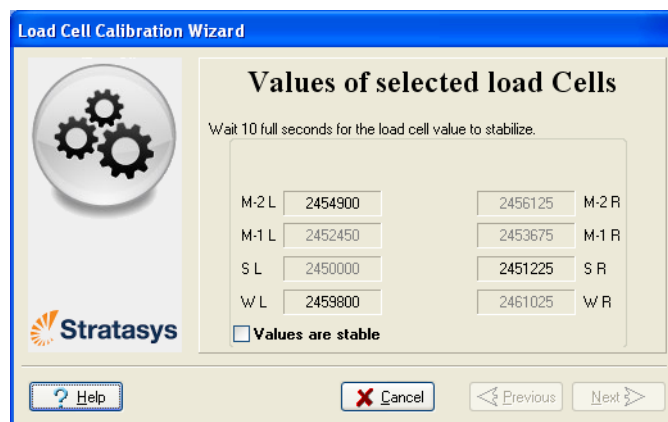 Load Cell Calibration Wizard
Values of selected load Cells
Wait 10 full seconds for the load cell value to stabilize.
M-2 L 2454900 2456125 M-2 R
M-1 L 2452450 2453675 M-1 R
S L 2450000 2451225 S R
W L 2459800 2461025 W R
Values are stable
Stratasys
? Help Cancel Previous Next